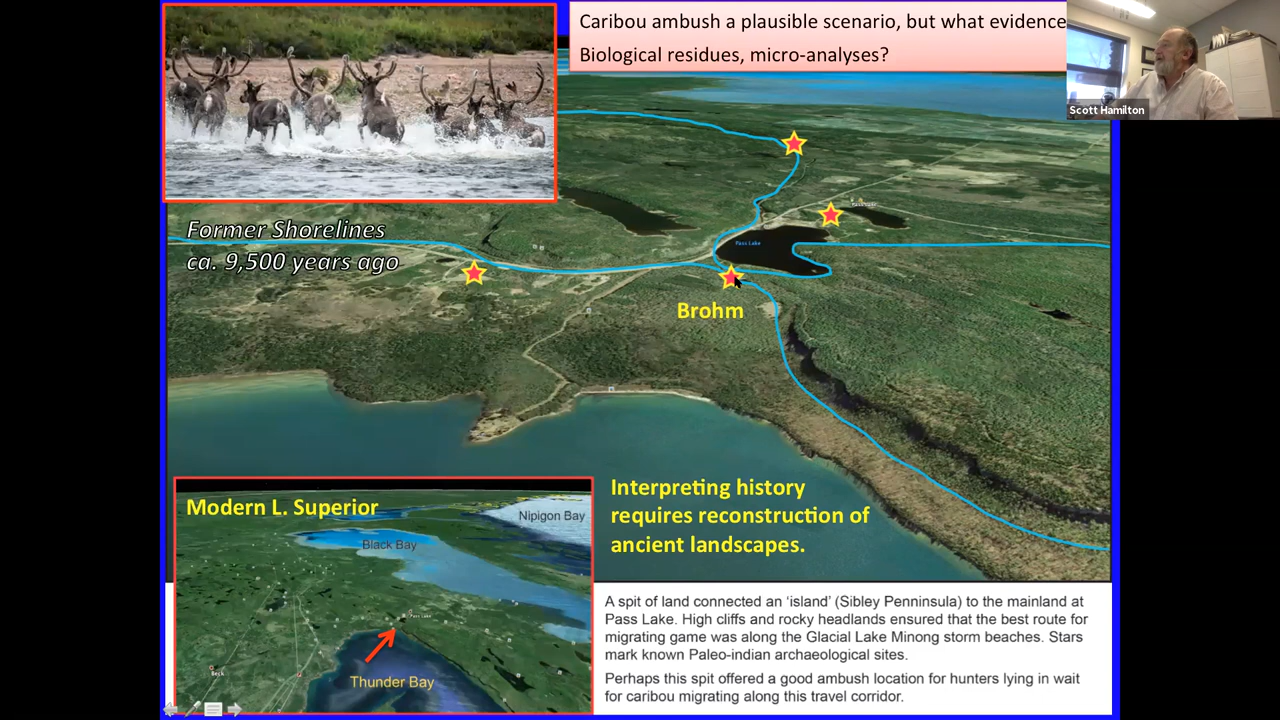 Caribou ambush a plausible scenario, but what evidence
Biological residues, micro-analyses?
Scott Hamilton
Former Shorelines
ca. 9,500 years ago
Pass Lake
Brohm
Interpreting history
requires reconstruction of
ancient landscapes.
Modern L. Superior
Nipigon Bay
Black Bay
Pass Lake
Beck
Thunder Bay
A spit of land connected an ‘island’ (Sibley Penninsula) to the mainland at
Pass Lake. High cliffs and rocky headlands ensured that the best route for
migrating game was along the Glacial Lake Minong storm beaches. Stars
mark known Paleo-indian archaeological sites.
Perhaps this spit offered a good ambush location for hunters lying in wait
for caribou migrating along this travel corridor.